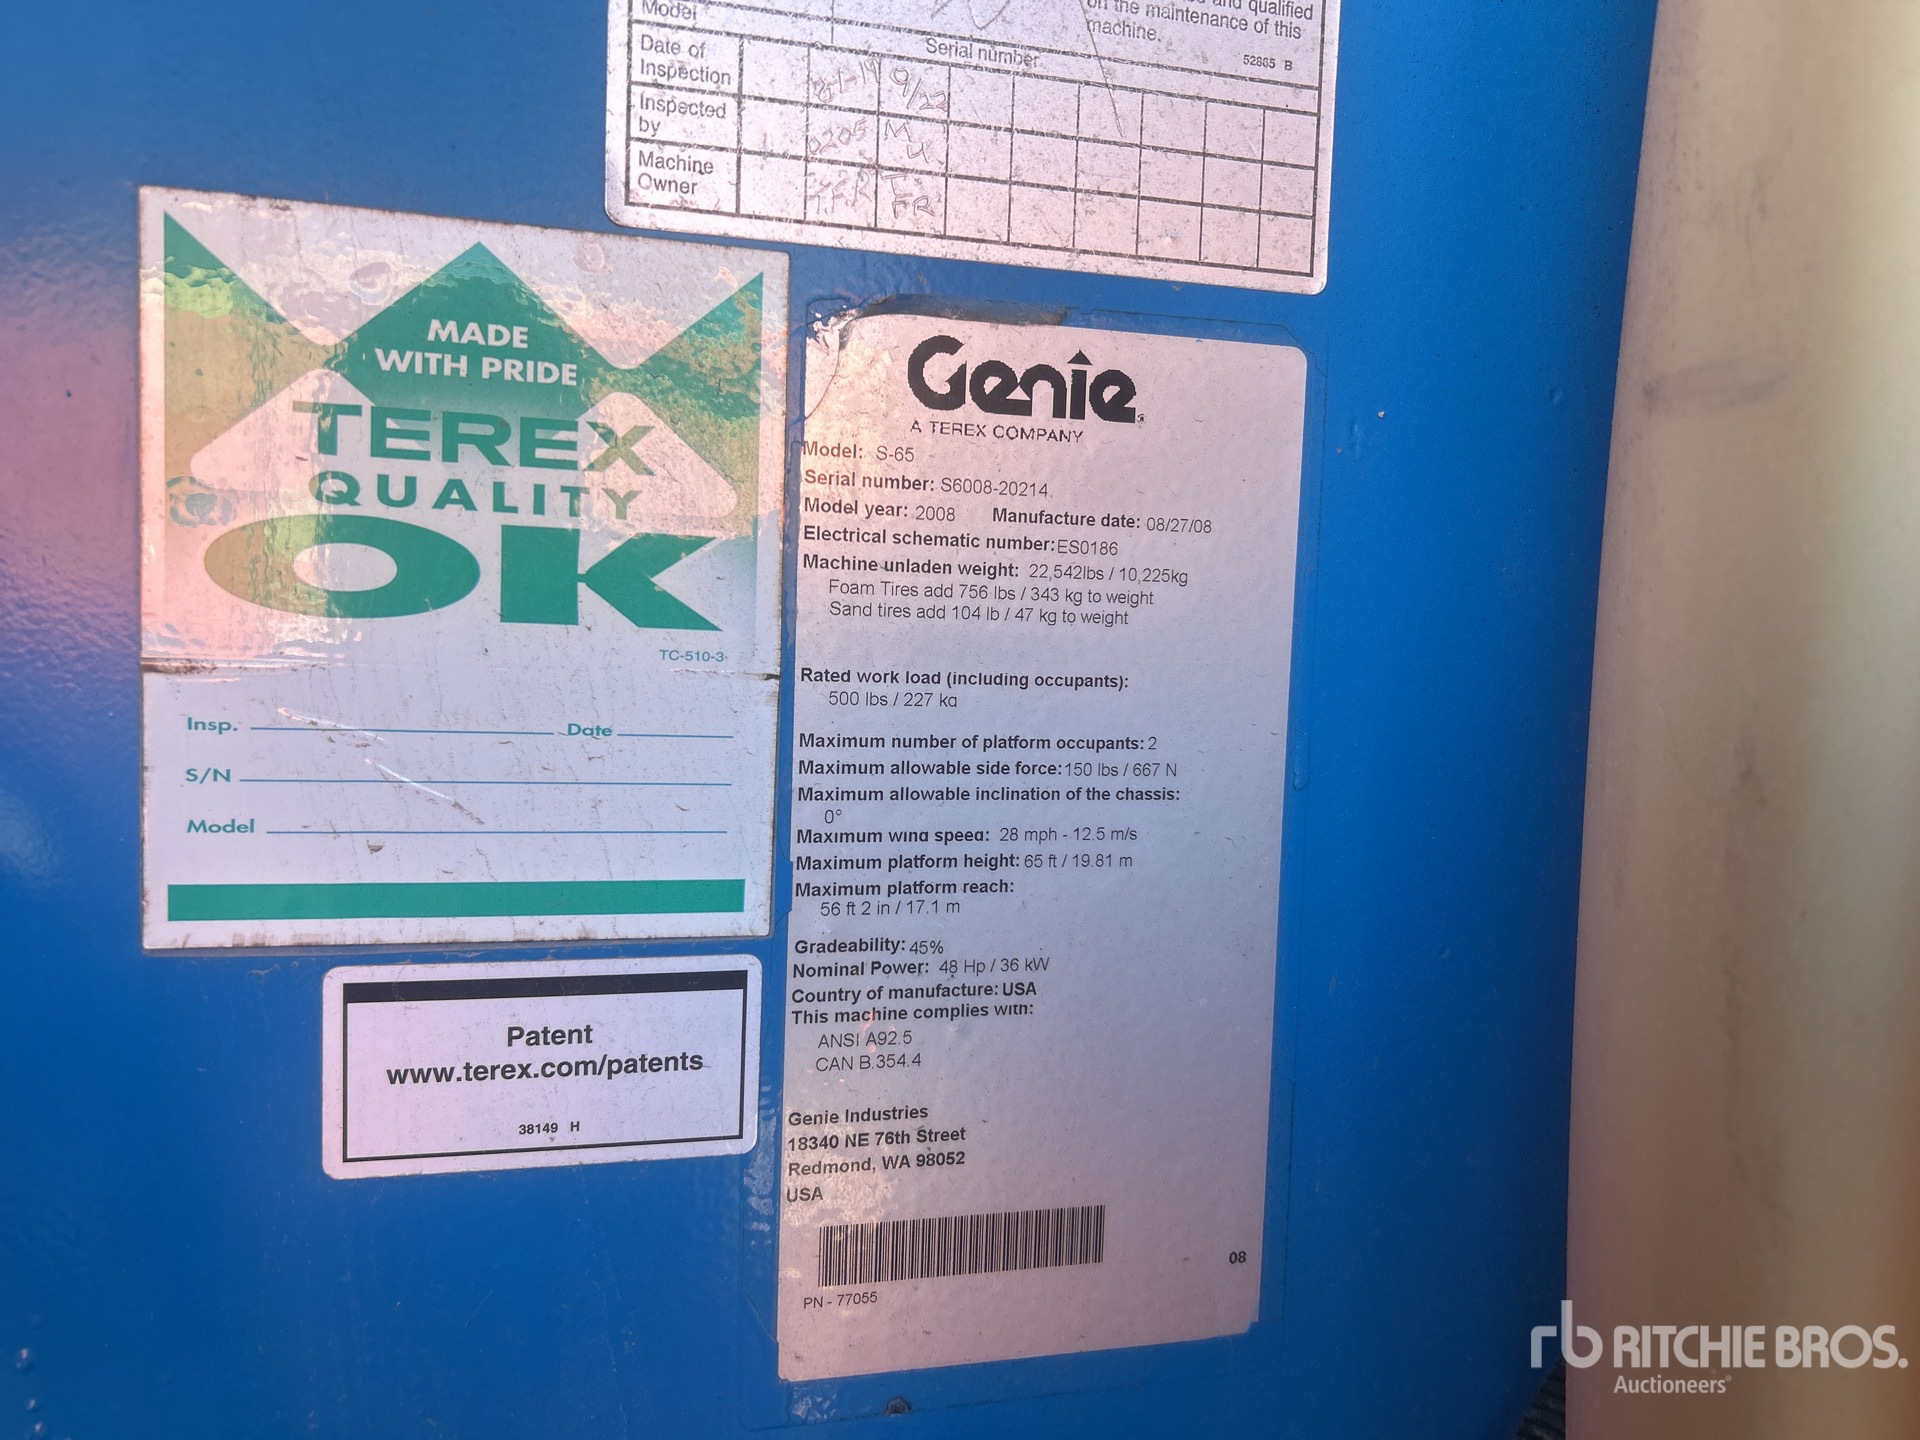 and qualified
on the maintenance of this
machine.
Model
Serial number
52865 B
Date of
Inspection
9/22
Inspected
by
0205 M U
Machine
Owner
TFR T FR
MADE
WITH PRIDE
TEREX
QUALITY
OK
TC-510-3
Insp. Date
S/N
Model
Patent
www.terex.com/patents
38149 H
Genie
A TEREX COMPANY
Model: S-65
Serial number: S6008-20214
Model year: 2008 Manufacture date: 08/27/08
Electrical schematic number: ES0186
Machine unladen weight: 22,542lbs / 10,225kg
Foam Tires add 756 lbs / 343 kg to weight
Sand tires add 104 lb / 47 kg to weight
Rated work load (including occupants):
500 lbs / 227 kg
Maximum number of platform occupants: 2
Maximum allowable side force: 150 lbs / 667 N
Maximum allowable inclination of the chassis:
0°
Maximum wind speed: 28 mph - 12.5 m/s
Maximum platform height: 65 ft / 19.81 m
Maximum platform reach:
56 ft 2 in / 17.1 m
Gradeability: 45%
Nominal Power: 48 Hp / 36 kW
Country of manufacture: USA
This machine complies with:
ANSI A92.5
CAN B.354.4
Genie Industries
18340 NE 76th Street
Redmond, WA 98052
USA
08
PN - 77055
rb RITCHIE BROS.
Auctioneers